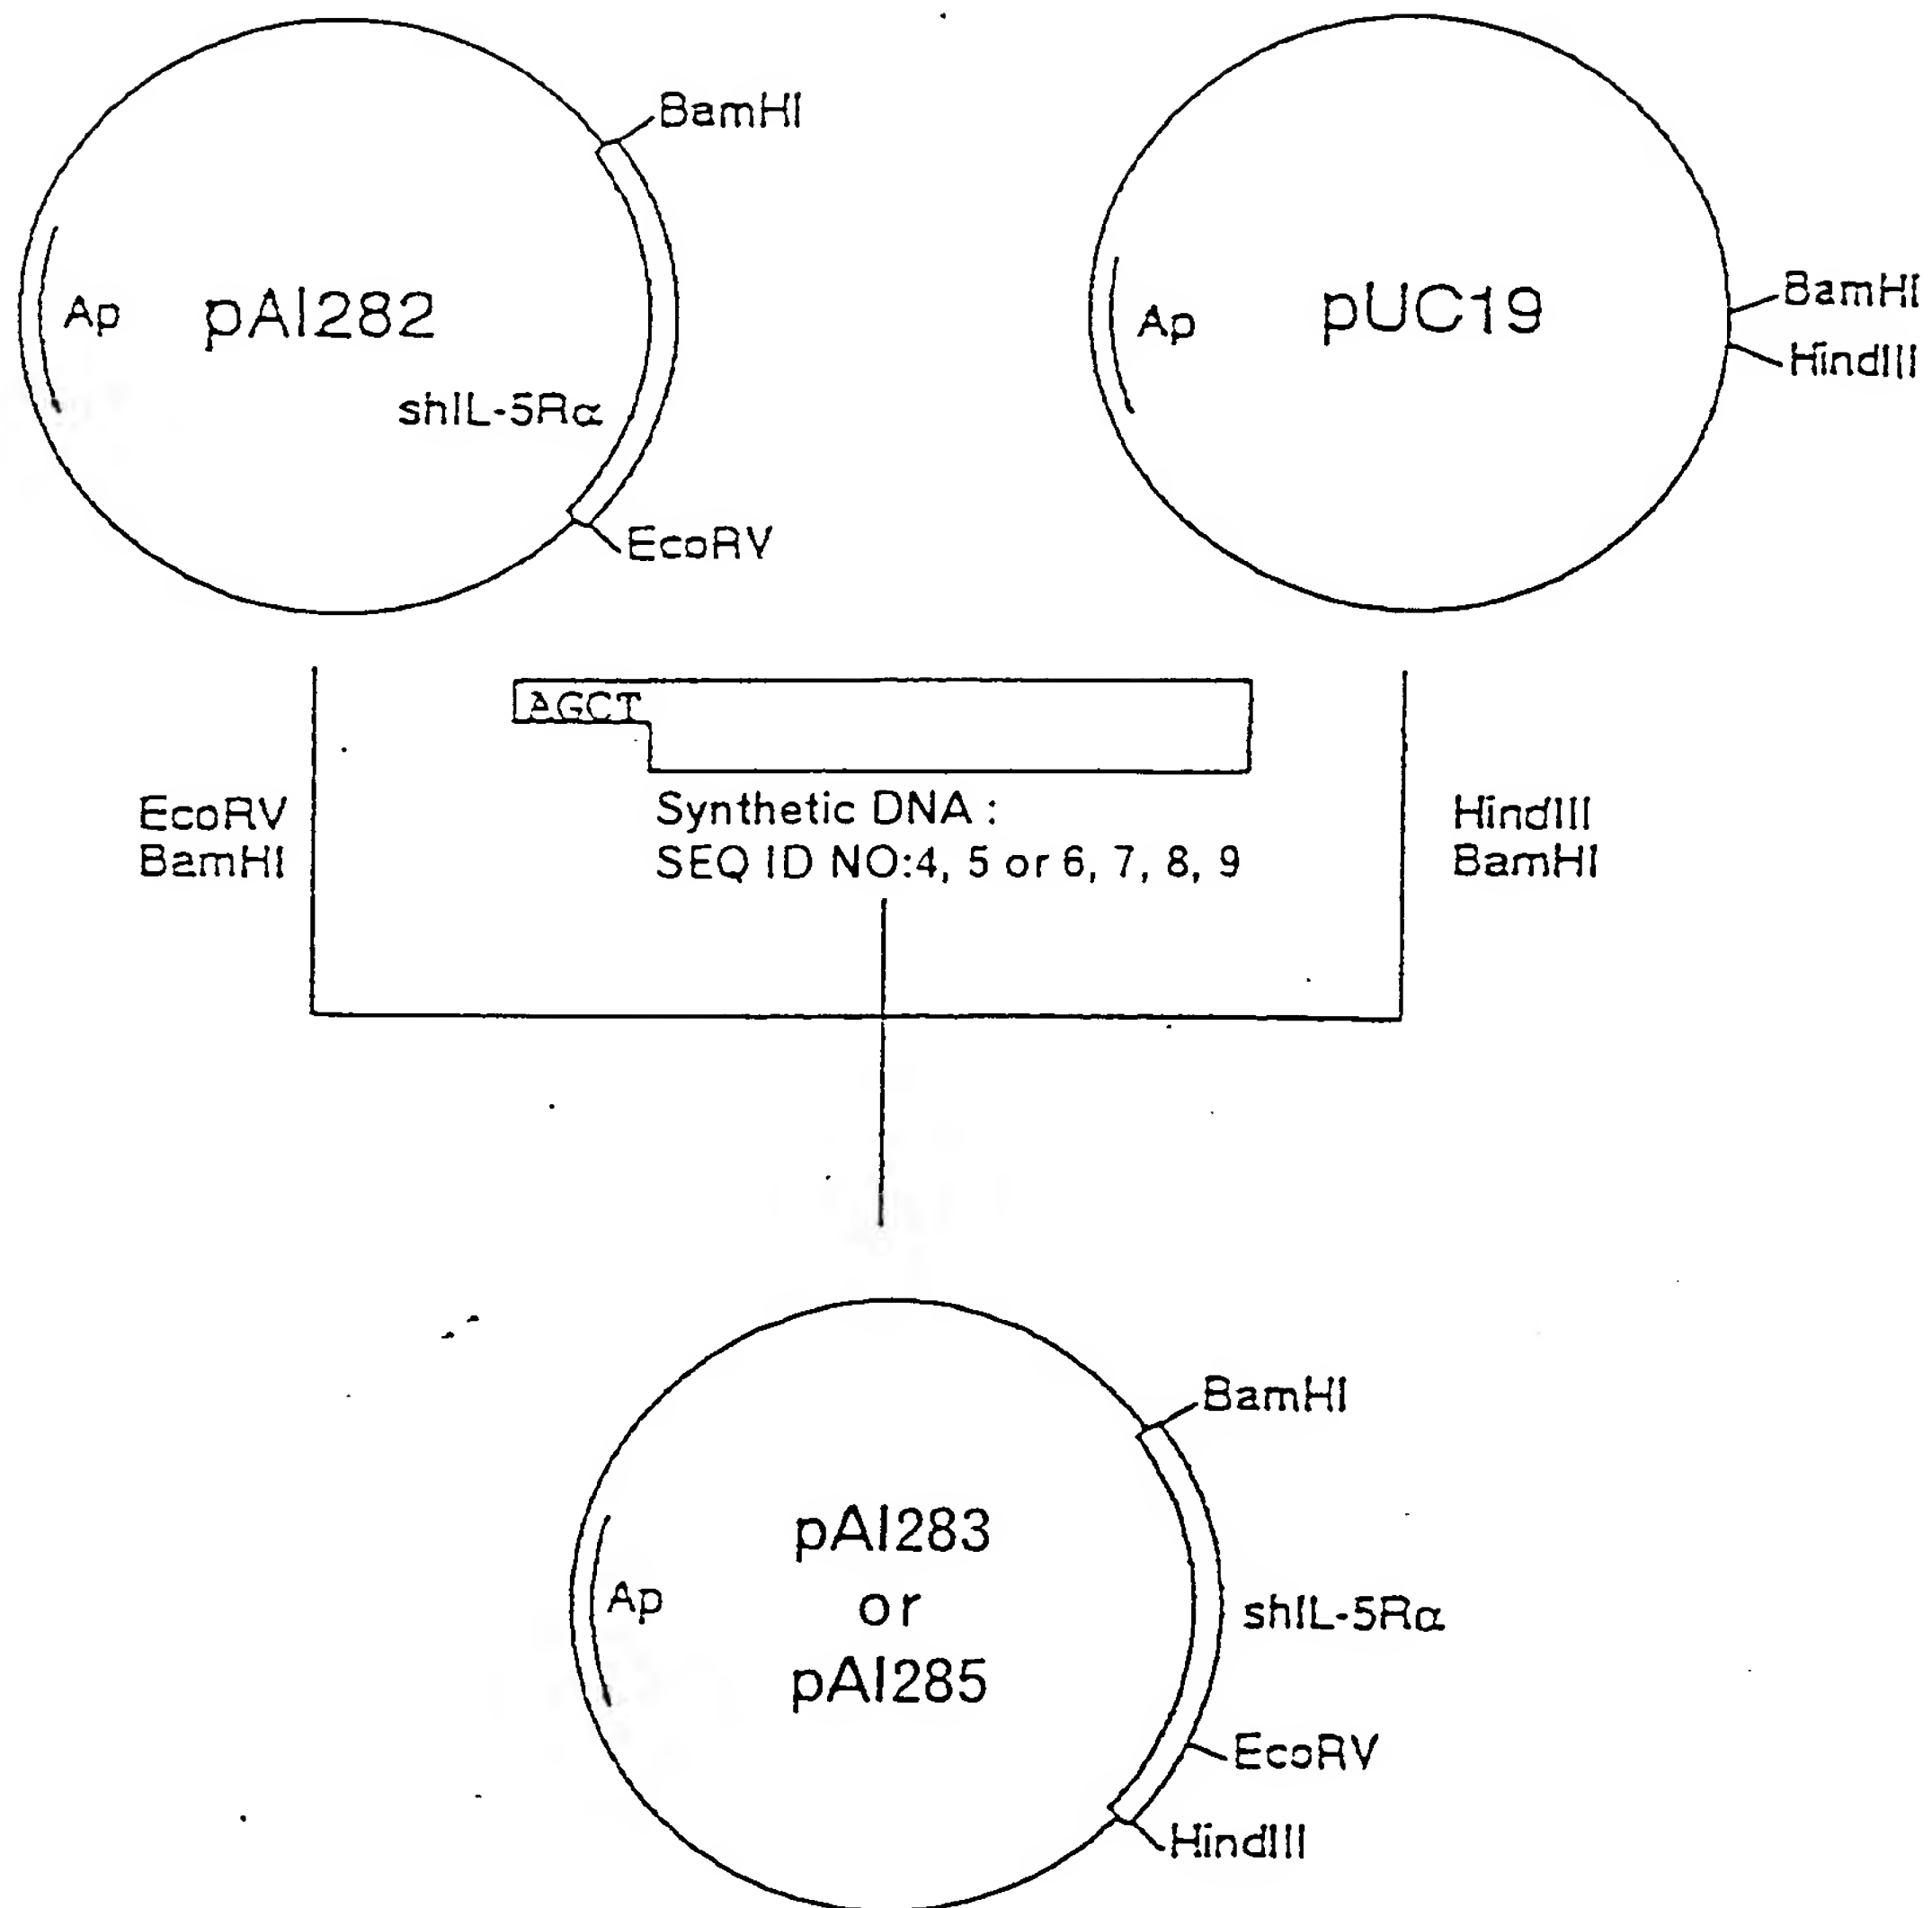 BamHI
Ap
pAI282
shIL-5Rα
EcoRV
BamHI
HindIII
Ap
pUC19
AGCT
EcoRV
BamHI
Synthetic DNA :
SEQ ID NO:4, 5 or 6, 7, 8, 9
HindIII
BamHI
BamHI
pAI283
or
pAI285
Ap
shIL-5Rα
EcoRV
HindIII